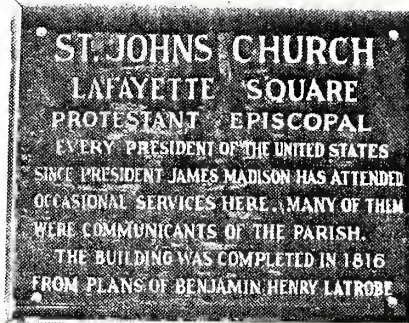 ST. JOHNS CHURCH
LAFAYETTE SQUARE
PROTESTANT EPISCOPAL
EVERY PRESIDENT OF THE UNITED STATES
SINCE PRESIDENT JAMES MADISON HAS ATTENDED
OCCASIONAL SERVICES HERE. MANY OF THEM
WERE COMMUNICANTS OF THE PARISH.
THE BUILDING WAS COMPLETED IN 1816
FROM PLANS OF BENJAMIN HENRY LATROBE